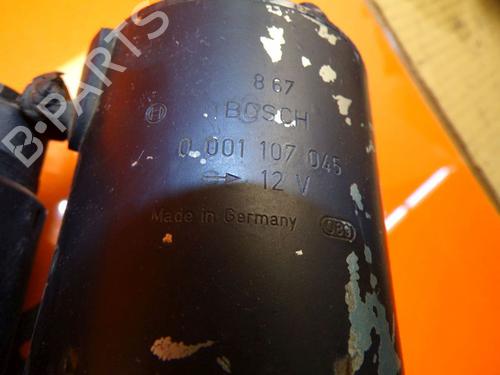 8 67
BOSCH
0 001 107 045
12 V
Made in Germany
B-Parts